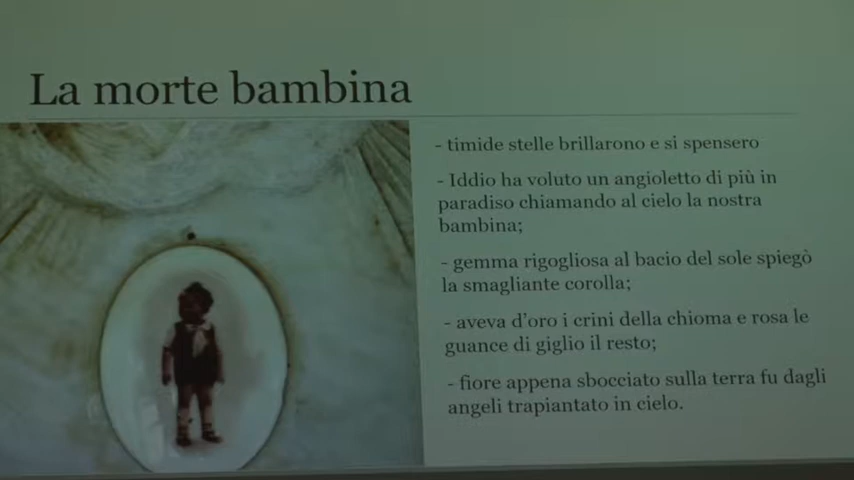 La morte bambina
- timide stelle brillarono e si spensero
- Iddio ha voluto un angioletto di più in
paradiso chiamando al cielo la nostra
bambina;
- gemma rigogliosa al bacio del sole spiegò
la smagliante corolla;
- aveva d'oro i crini della chioma e rosa le
guance di giglio il resto;
- fiore appena sbocciato sulla terra fu dagli
angeli trapiantato in cielo.